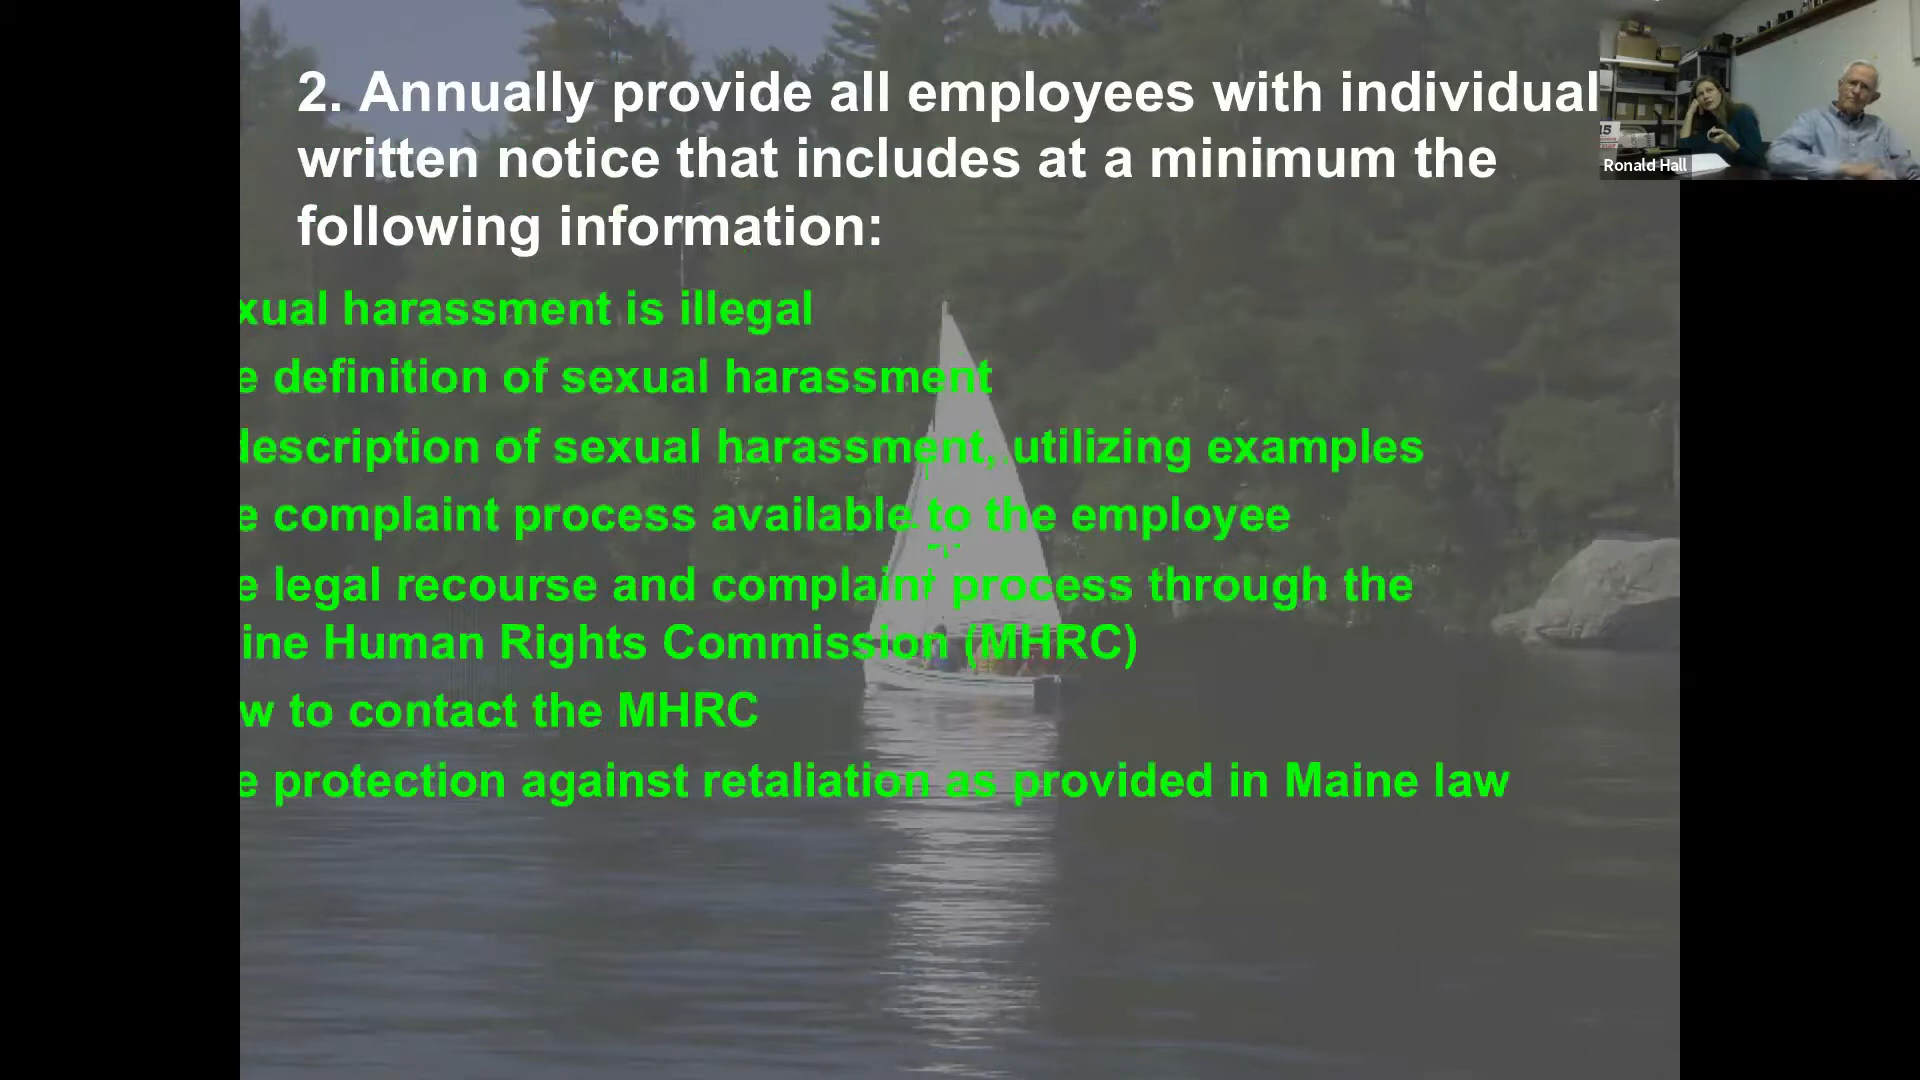 2. Annually provide all employees with individual
written notice that includes at a minimum the
following information:
xual harassment is illegal
e definition of sexual harassment
description of sexual harassment, utilizing examples
e complaint process available to the employee
e legal recourse and complaint process through the
ine Human Rights Commission (MHRC)
w to contact the MHRC
e protection against retaliation as provided in Maine law
15
Ronald Hall